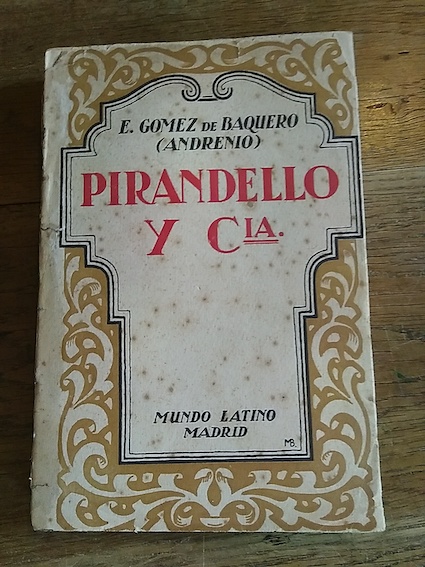 E. GOMEZ DE BAQUERO
(ANDRENIO)
PIRANDELLO
Y CIA.
MUNDO LATINO
MADRID
MB.